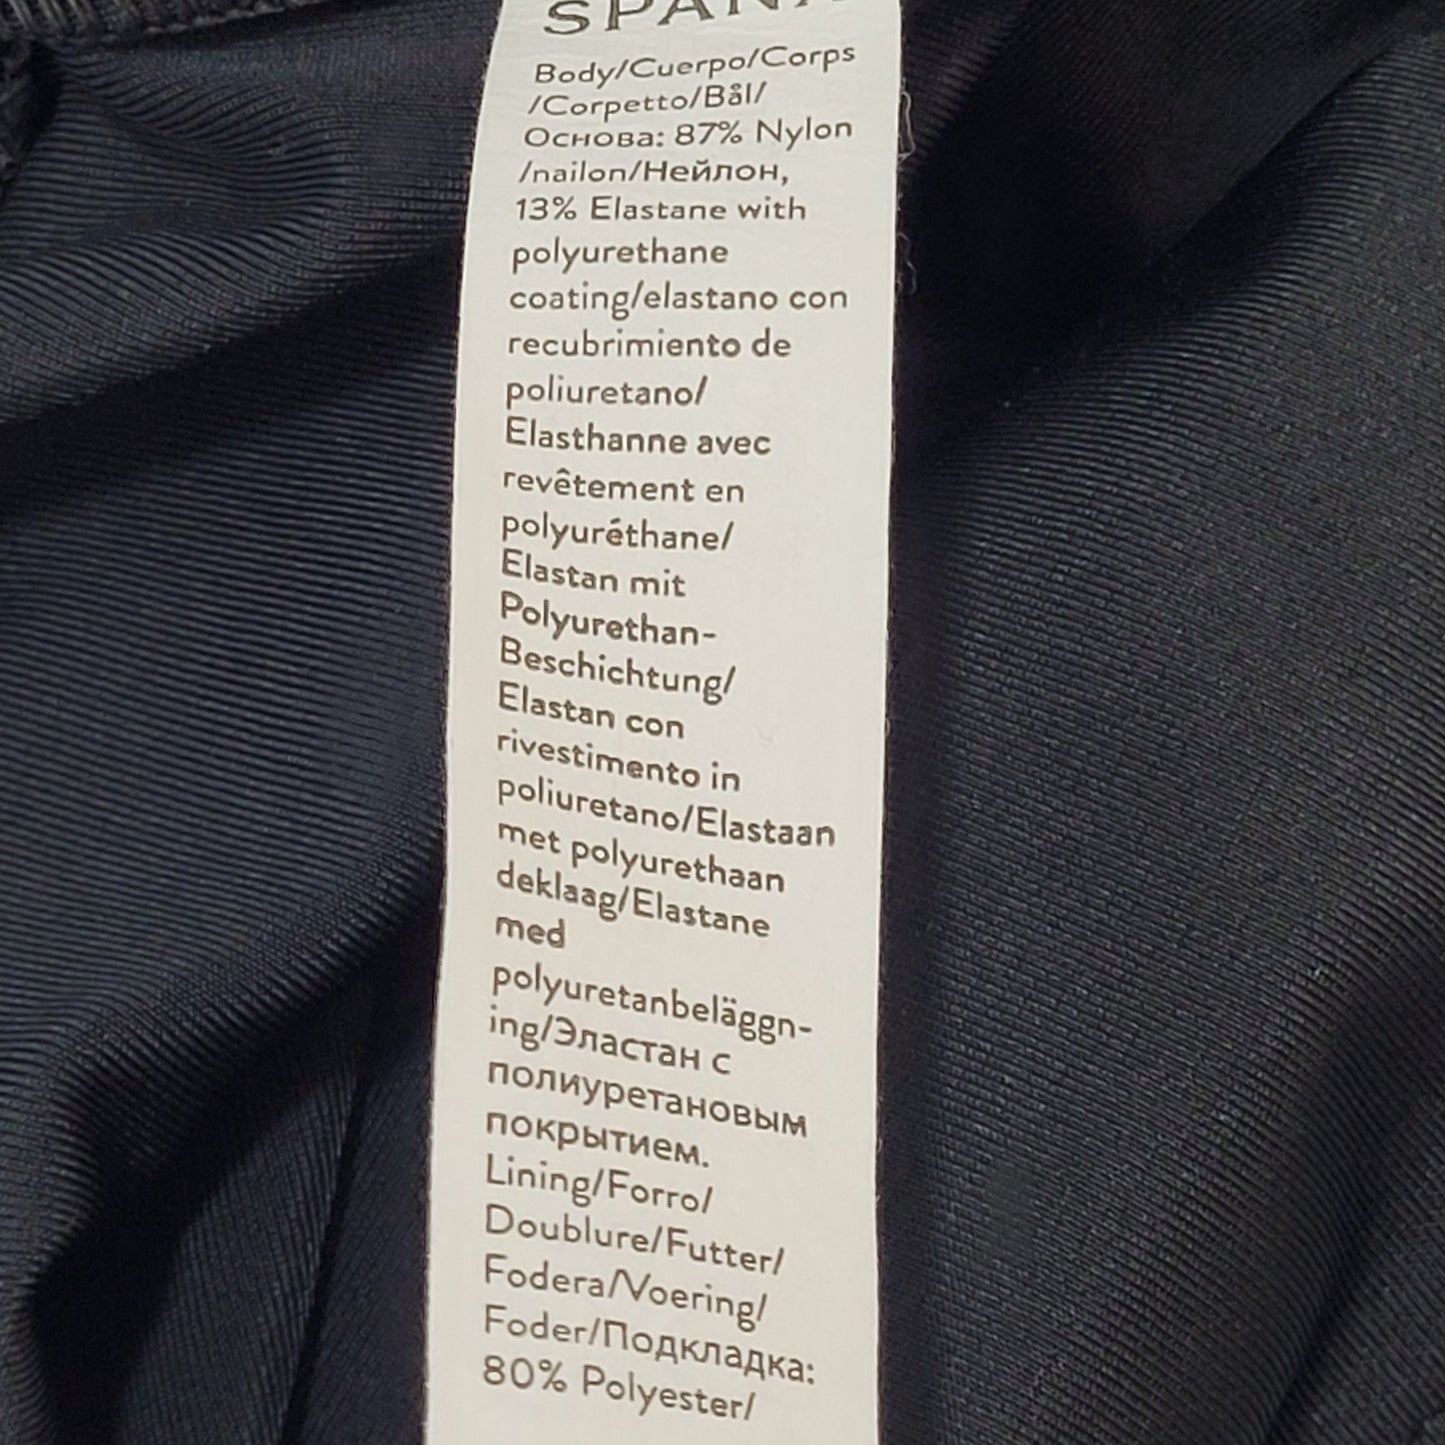 SPANX
Body/Cuerpo/Corps
/Corpetto/Bål/
Основа: 87% Nylon
/nailon/Нейлон,
13% Elastane with
polyurethane
coating/elastano con
recubrimiento de
poliuretano/
Elasthanne avec
revêtement en
polyuréthane/
Elastan mit
Polyurethan-
Beschichtung/
Elastan con
rivestimento in
poliuretano/Elastaan
met polyurethaan
deklaag/Elastane
med
polyuretanbeläggn-
ing/Эластан с
полиуретановым
покрытием.
Lining/Forro/
Doublure/Futter/
Fodera/Voering/
Foder/Подкладка:
80% Polyester/